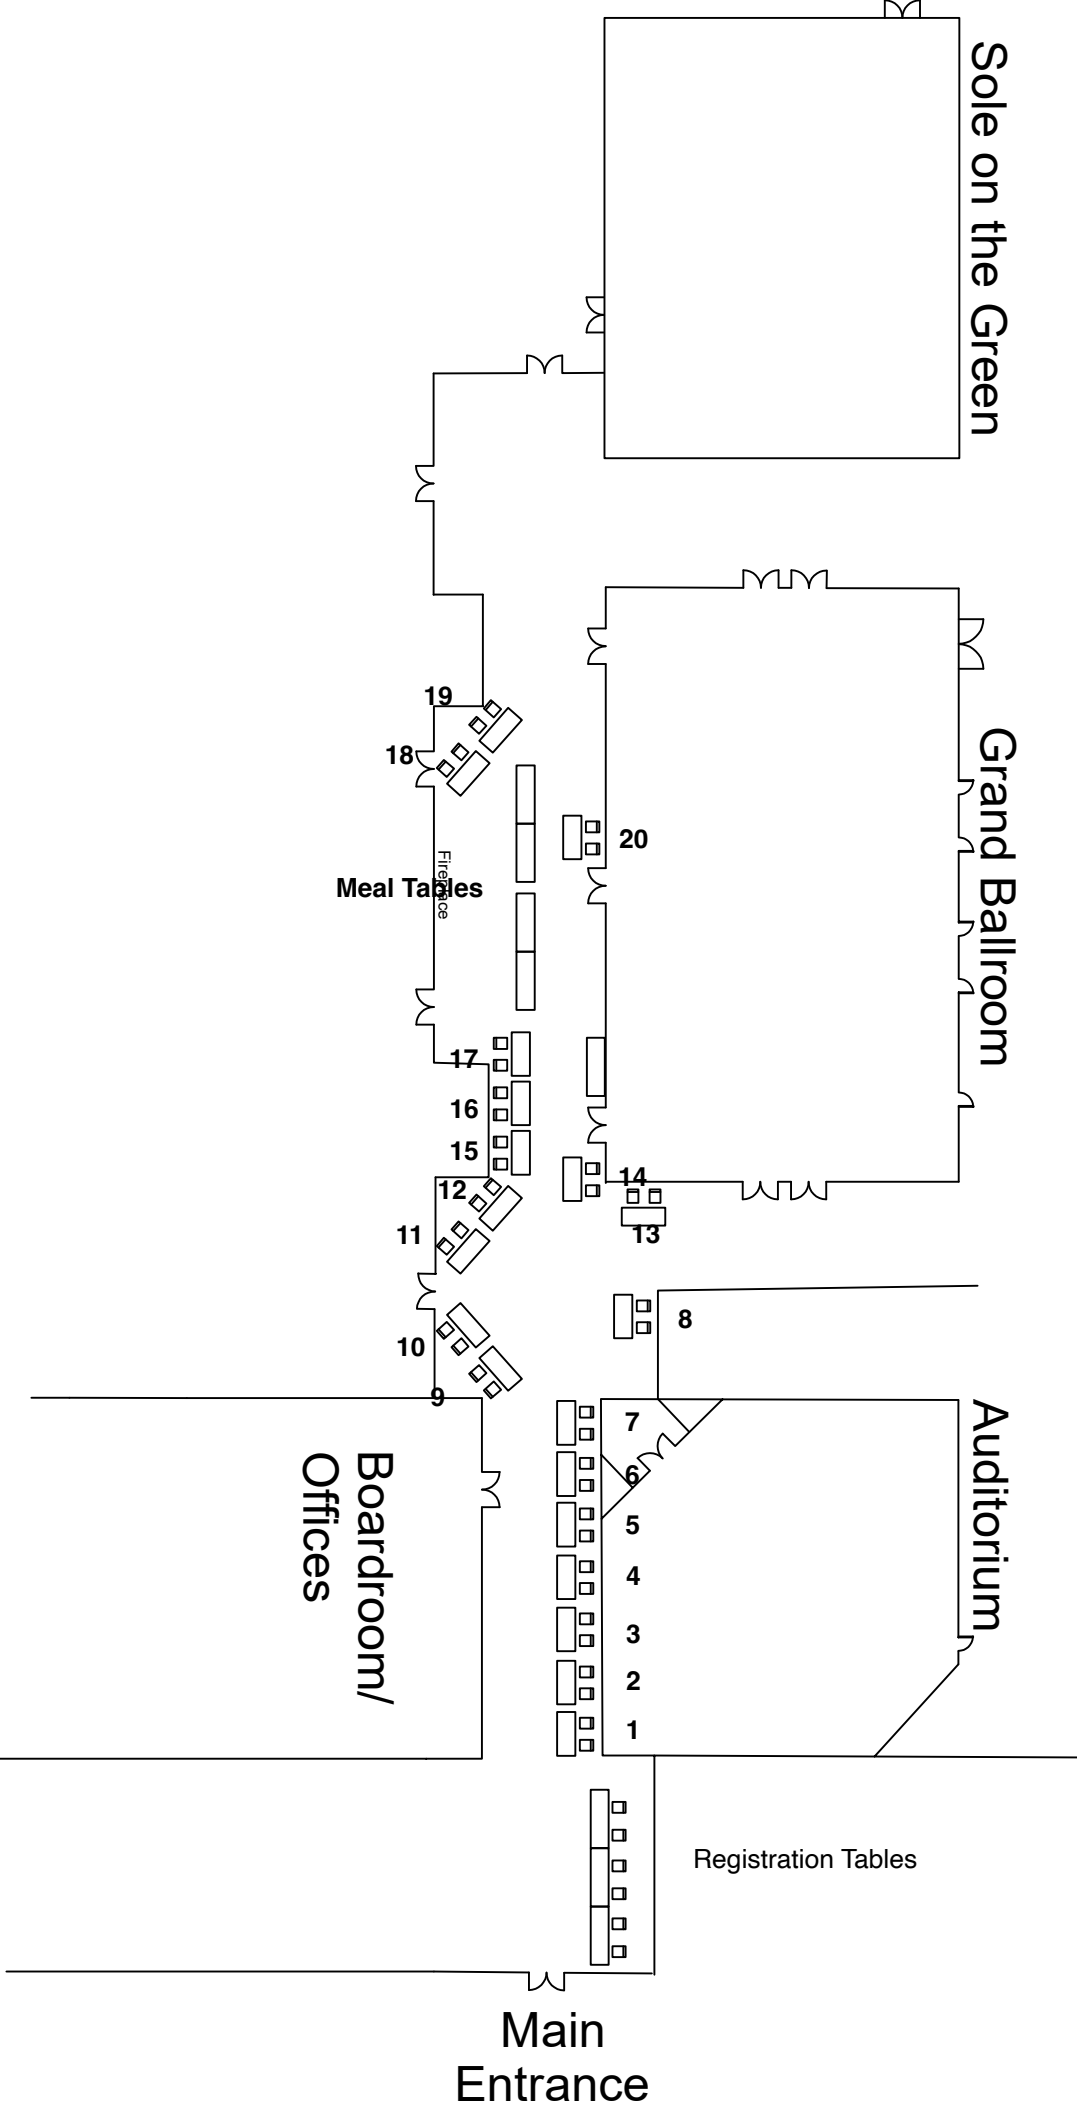 Sole on the Green
19
18
20
Grand Ballroom
Fireplace
Meal Tables
17
16
15
14
12
11
13
8
10
9
7
Auditorium
Boardroom/
Offices
6
5
4
3
2
1
Registration Tables
Main
Entrance